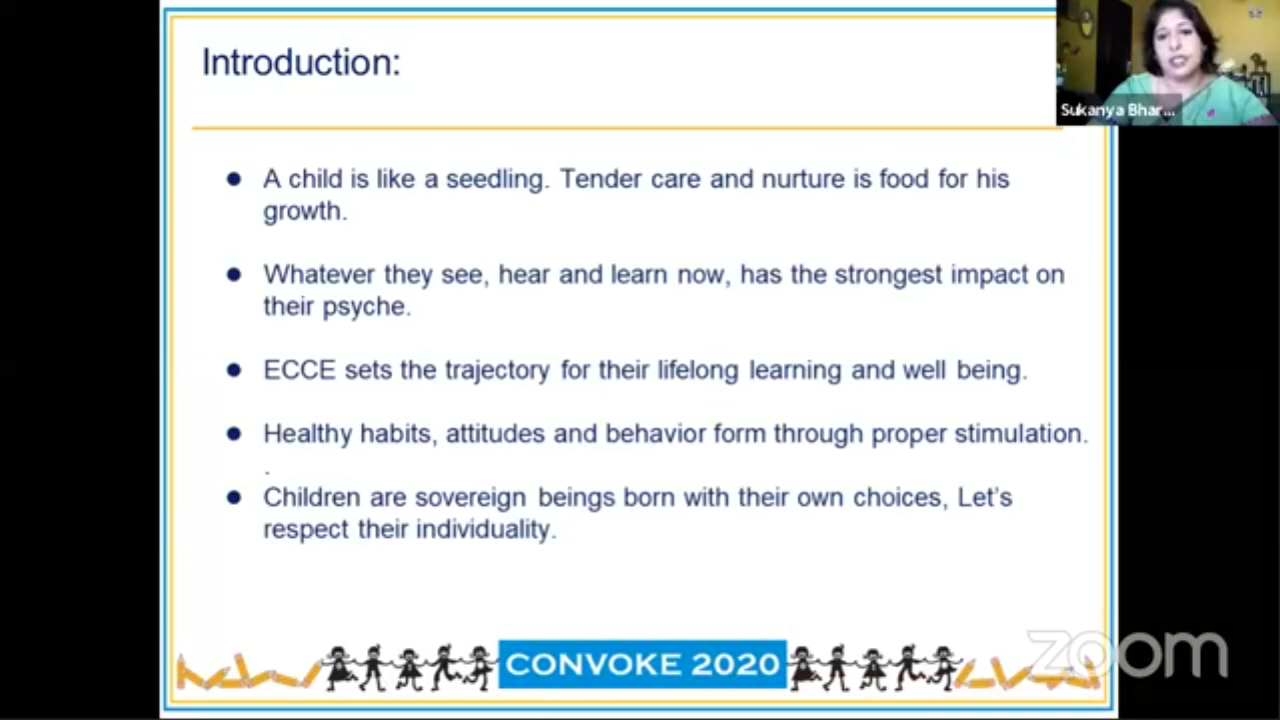 Introduction:
Sukanya Bhar...
● A child is like a seedling. Tender care and nurture is food for his
growth.
● Whatever they see, hear and learn now, has the strongest impact on
their psyche.
● ECCE sets the trajectory for their lifelong learning and well being.
● Healthy habits, attitudes and behavior form through proper stimulation.
.
● Children are sovereign beings born with their own choices, Let's
respect their individuality.
CONVOKE 2020
zoom